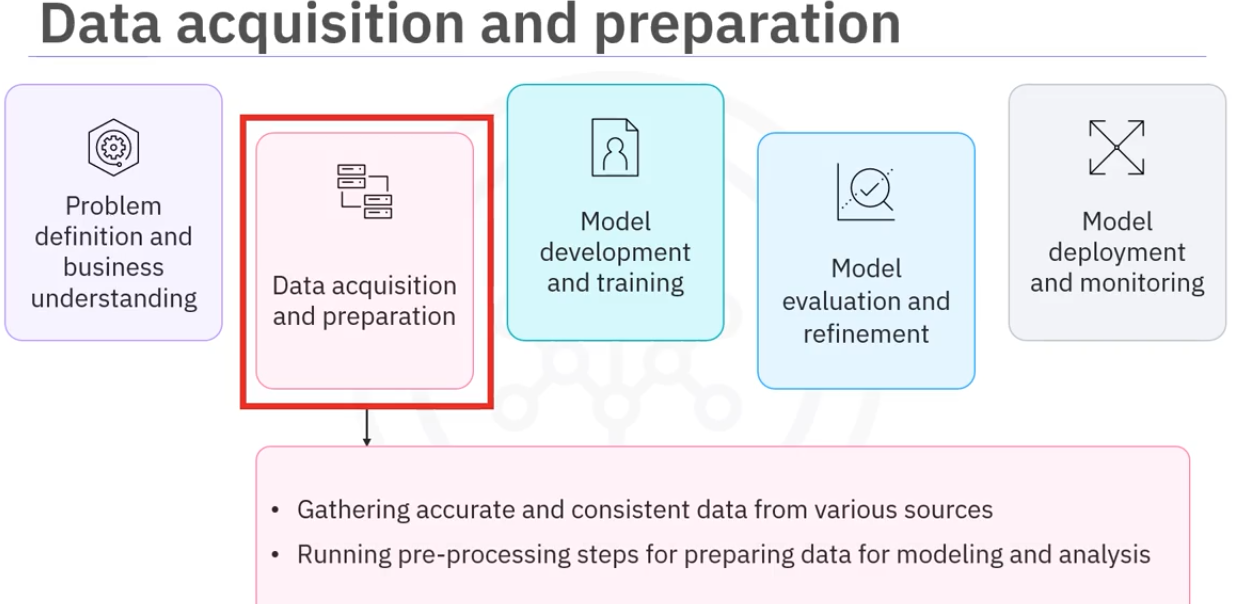 Data acquisition and preparation
Problem
definition and
business
understanding
Data acquisition
and preparation
Model
development
and training
Model
evaluation and
refinement
Model
deployment
and monitoring
• Gathering accurate and consistent data from various sources
• Running pre-processing steps for preparing data for modeling and analysis